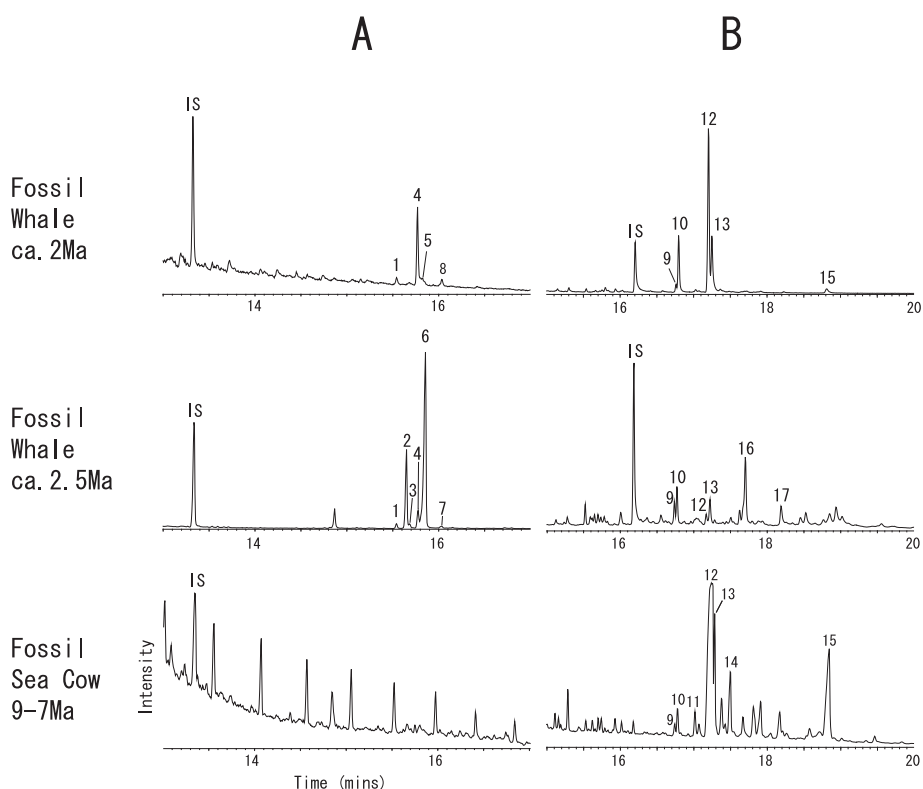 A
B
Fossil
Whale
ca. 2Ma
IS
1
4
5
8
14
16
IS
9
10
12
13
15
16
18
20
Fossil
Whale
ca. 2.5Ma
IS
1
2
3
4
6
7
14
16
IS
9
10
12
13
16
17
16
18
20
Fossil
Sea Cow
9-7Ma
Intensity
IS
14
16
Time (mins)
9
10
11
12
13
14
15
16
18
20